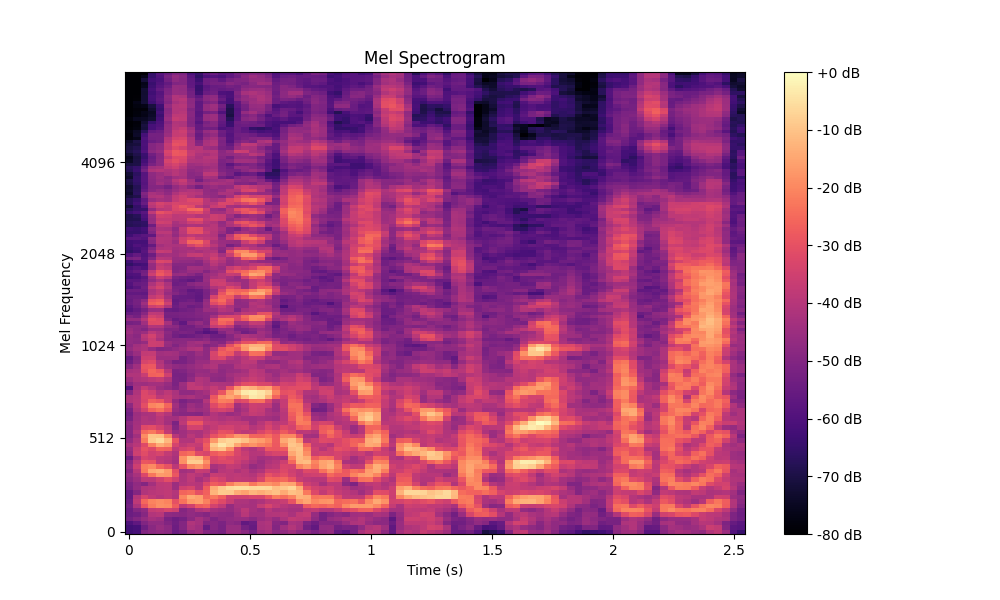 Mel Spectrogram
Mel Frequency
4096
2048
1024
512
0
0
0.5
1
1.5
2
2.5
Time (s)
+0 dB
-10 dB
-20 dB
-30 dB
-40 dB
-50 dB
-60 dB
-70 dB
-80 dB